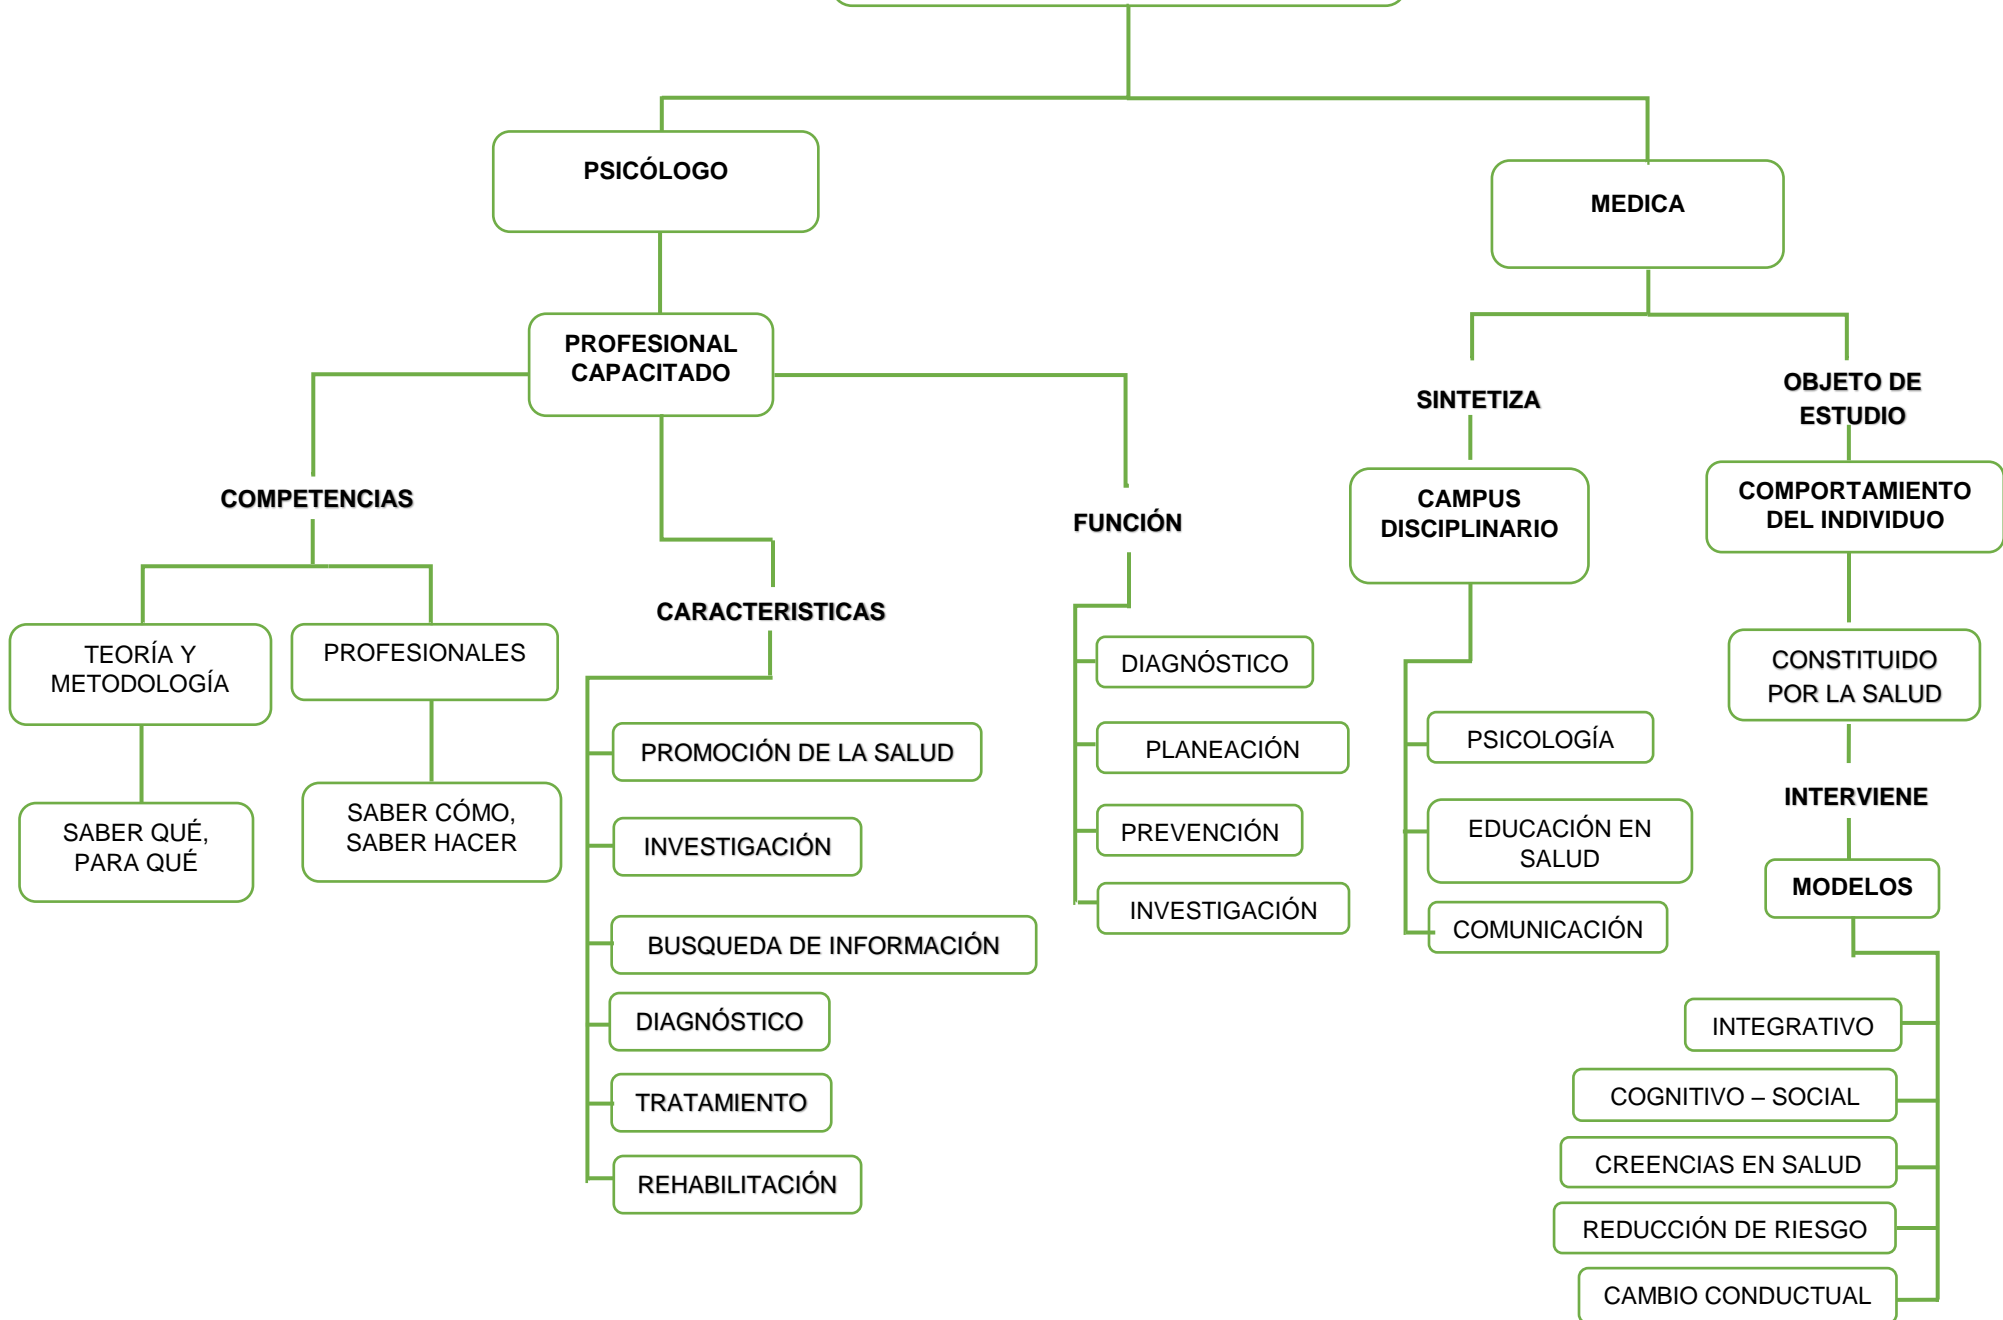 PSICÓLOGO
MEDICA
PROFESIONAL
CAPACITADO
COMPETENCIAS
TEORÍA Y
METODOLOGÍA
SABER QUÉ,
PARA QUÉ
PROFESIONALES
SABER CÓMO,
SABER HACER
CARACTERISTICAS
PROMOCIÓN DE LA SALUD
INVESTIGACIÓN
BUSQUEDA DE INFORMACIÓN
DIAGNÓSTICO
TRATAMIENTO
REHABILITACIÓN
FUNCIÓN
DIAGNÓSTICO
PLANEACIÓN
PREVENCIÓN
INVESTIGACIÓN
SINTETIZA
CAMPUS
DISCIPLINARIO
PSICOLOGÍA
EDUCACIÓN EN
SALUD
COMUNICACIÓN
OBJETO DE
ESTUDIO
COMPORTAMIENTO
DEL INDIVIDUO
CONSTITUIDO
POR LA SALUD
INTERVIENE
MODELOS
INTEGRATIVO
COGNITIVO – SOCIAL
CREENCIAS EN SALUD
REDUCCIÓN DE RIESGO
CAMBIO CONDUCTUAL